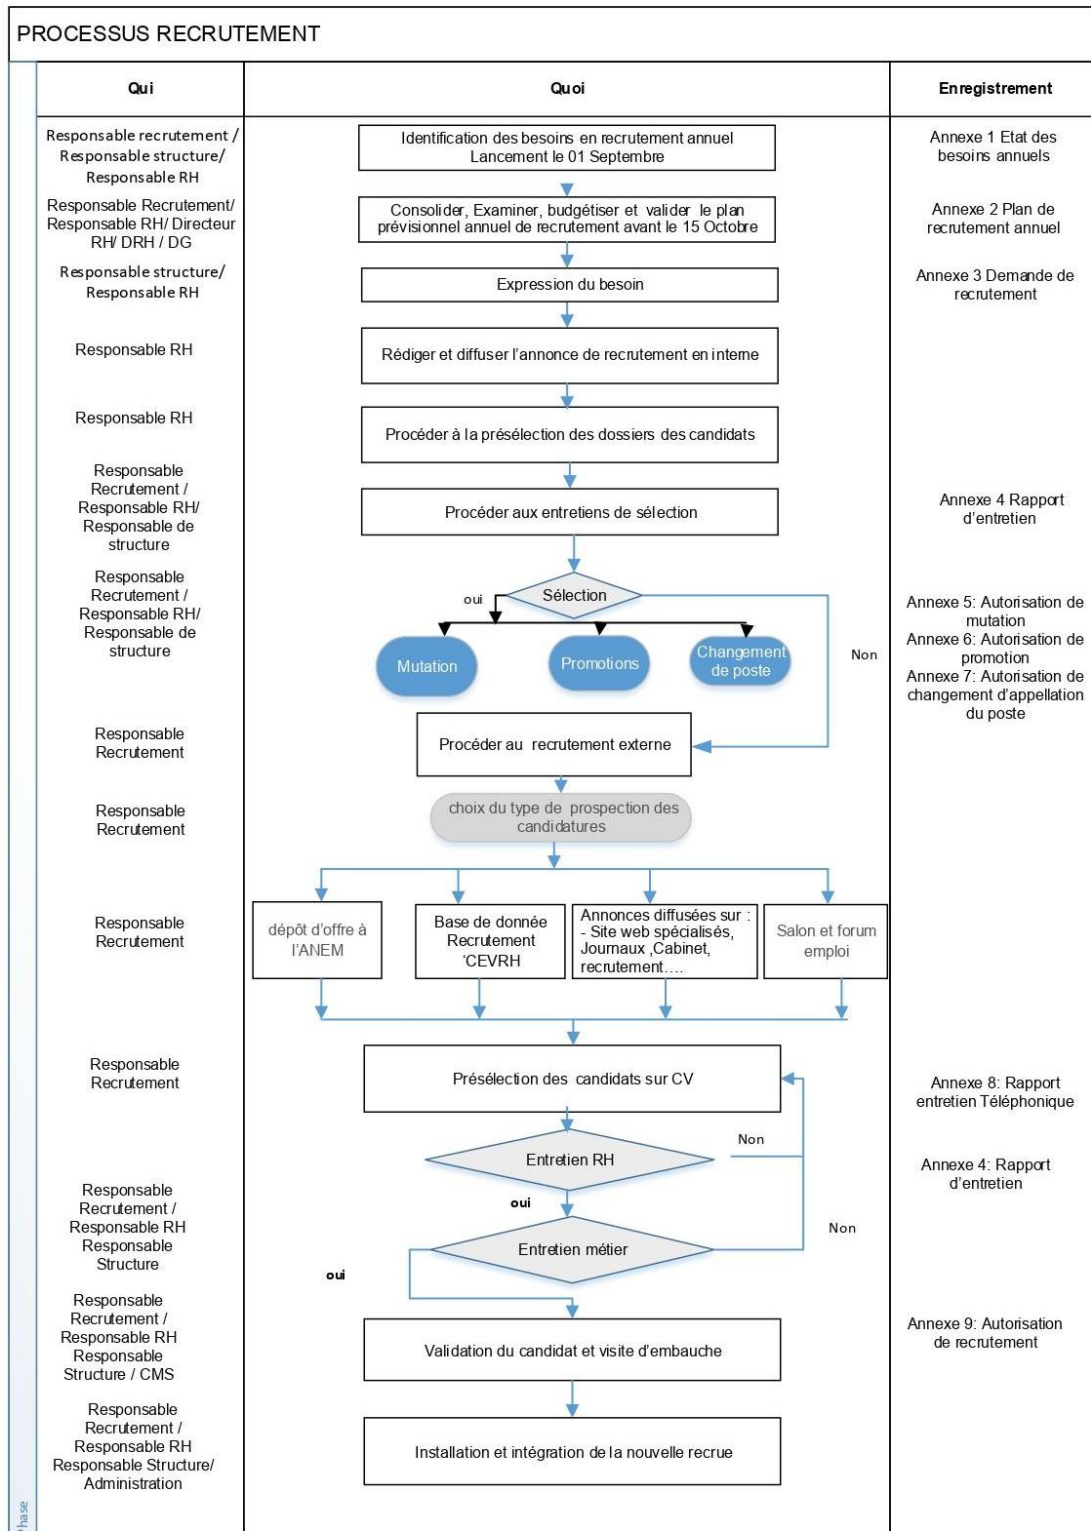 PROCESSUS RECRUTEMENT
Qui
Quoi
Enregistrement
Responsable recrutement /
Responsable structure/
Responsable RH
Identification des besoins en recrutement annuel
Lancement le 01 Septembre
Annexe 1 Etat des
besoins annuels
Responsable Recrutement/
Responsable RH/ Directeur
RH/ DRH / DG
Consolider, Examiner, budgétiser et valider le plan
prévisionnel annuel de recrutement avant le 15 Octobre
Annexe 2 Plan de
recrutement annuel
Responsable structure/
Responsable RH
Expression du besoin
Annexe 3 Demande de
recrutement
Responsable RH
Rédiger et diffuser l'annonce de recrutement en interne
Responsable RH
Procéder à la présélection des dossiers des candidats
Responsable
Recrutement /
Responsable RH/
Responsable de
structure
Procéder aux entretiens de sélection
Annexe 4 Rapport
d'entretien
Responsable
Recrutement /
Responsable RH/
Responsable de
structure
Sélection
oui
Mutation
Promotions
Changement
de poste
Non
Annexe 5: Autorisation de
mutation
Annexe 6: Autorisation de
promotion
Annexe 7: Autorisation de
changement d'appellation
du poste
Responsable
Recrutement
Procéder au recrutement externe
Responsable
Recrutement
choix du type de prospection des
candidatures
Responsable
Recrutement
dépôt d'offre à
l'ANEM
Base de donnée
Recrutement
'CEVRH
Annonces diffusées sur :
- Site web spécialisés,
Journaux ,Cabinet,
recrutement….
Salon et forum
emploi
Responsable
Recrutement
Présélection des candidats sur CV
Annexe 8: Rapport
entretien Téléphonique
Entretien RH
Non
oui
Annexe 4: Rapport
d'entretien
Responsable
Recrutement /
Responsable RH
Responsable
Structure
Entretien métier
Non
oui
Responsable
Recrutement /
Responsable RH
Responsable
Structure / CMS
Validation du candidat et visite d'embauche
Annexe 9: Autorisation
de recrutement
Responsable
Recrutement /
Responsable RH
Responsable Structure/
Administration
Installation et intégration de la nouvelle recrue
Phase